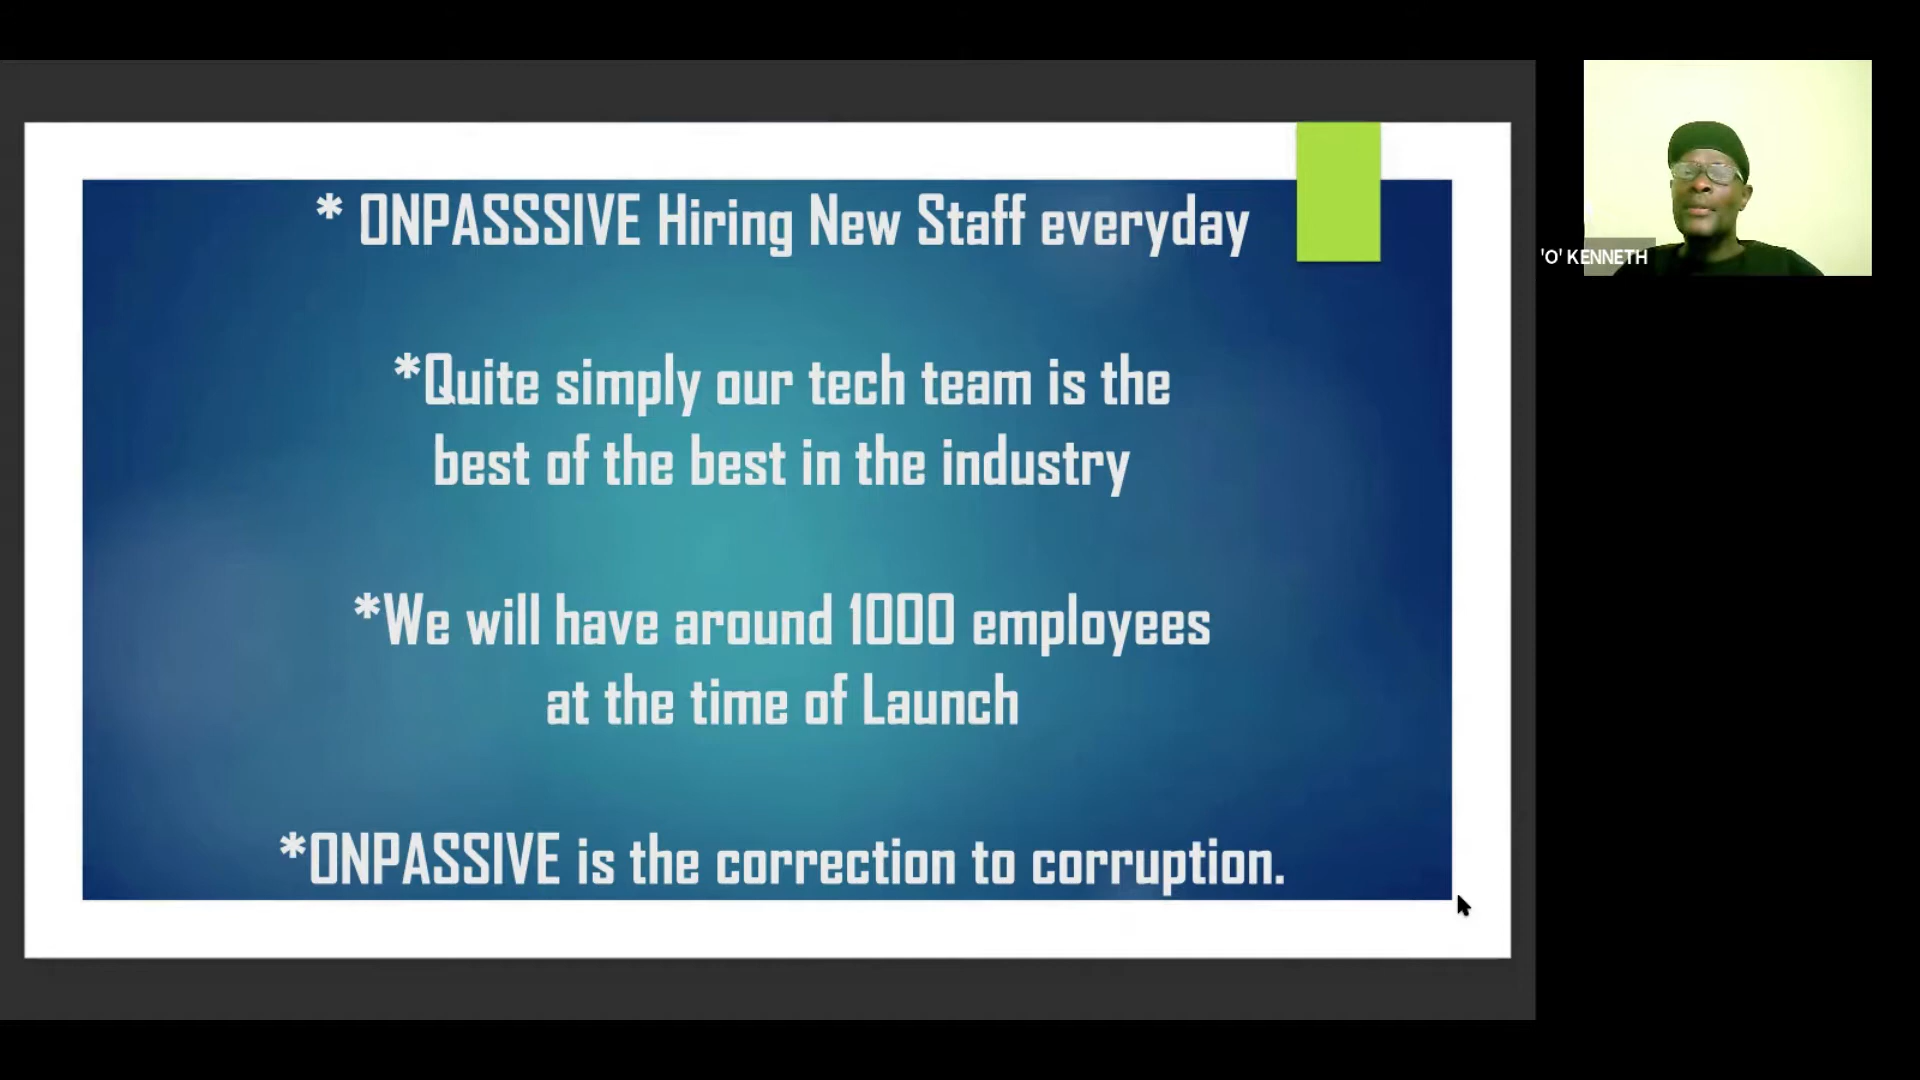 * ONPASSSIVE Hiring New Staff everyday
*Quite simply our tech team is the
best of the best in the industry
*We will have around 1000 employees
at the time of Launch
*ONPASSIVE is the correction to corruption.
'O' KENNETH